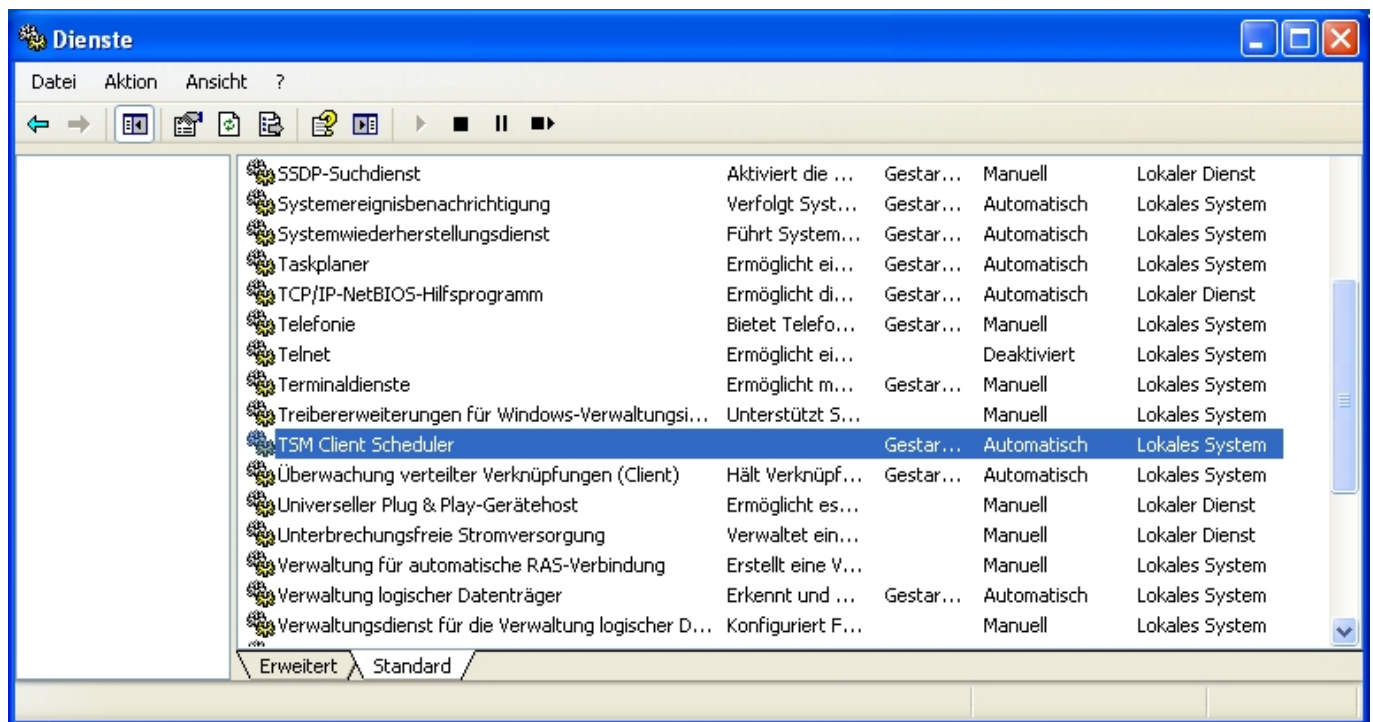 Dienste
Datei Aktion Ansicht ?
SSDP-Suchdienst Aktiviert die ... Gestar... Manuell Lokaler Dienst
Systemereignisbenachrichtigung Verfolgt Syst... Gestar... Automatisch Lokales System
Systemwiederherstellungsdienst Führt System... Gestar... Automatisch Lokales System
Taskplaner Ermöglicht ei... Gestar... Automatisch Lokales System
TCP/IP-NetBIOS-Hilfsprogramm Ermöglicht di... Gestar... Automatisch Lokaler Dienst
Telefonie Bietet Telefo... Gestar... Manuell Lokales System
Telnet Ermöglicht ei... Deaktiviert Lokales System
Terminaldienste Ermöglicht m... Gestar... Manuell Lokales System
Treibererweiterungen für Windows-Verwaltungsi... Unterstützt S... Manuell Lokales System
TSM Client Scheduler Gestar... Automatisch Lokales System
Überwachung verteilter Verknüpfungen (Client) Hält Verknüpf... Gestar... Automatisch Lokales System
Universeller Plug & Play-Gerätehost Ermöglicht es... Manuell Lokaler Dienst
Unterbrechungsfreie Stromversorgung Verwaltet ein... Manuell Lokaler Dienst
Verwaltung für automatische RAS-Verbindung Erstellt eine V... Manuell Lokales System
Verwaltung logischer Datenträger Erkennt und ... Gestar... Automatisch Lokales System
Verwaltungsdienst für die Verwaltung logischer D... Konfiguriert F... Manuell Lokales System
Erweitert Standard